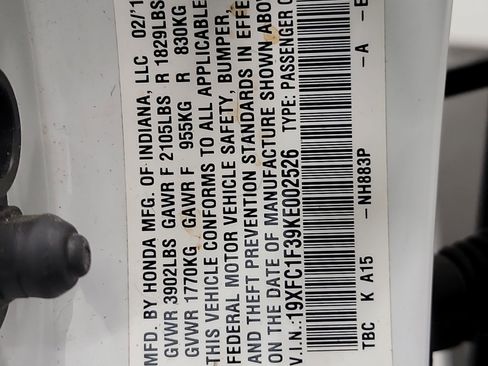 MFD. BY HONDA MFG. OF INDIANA, LLC 02/1
GVWR 3902LBS GAWR F 2105LBS R 1829LBS
GVWR 1770KG GAWR F 955KG R 830KG
THIS VEHICLE CONFORMS TO ALL APPLICABLE
FEDERAL MOTOR VEHICLE SAFETY, BUMPER,
AND THEFT PREVENTION STANDARDS IN EFFE
ON THE DATE OF MANUFACTURE SHOWN ABOV
V.I.N.:19XFC1F39KE002526 TYPE: PASSENGER C
TBC K A15 -NH883P -A -E